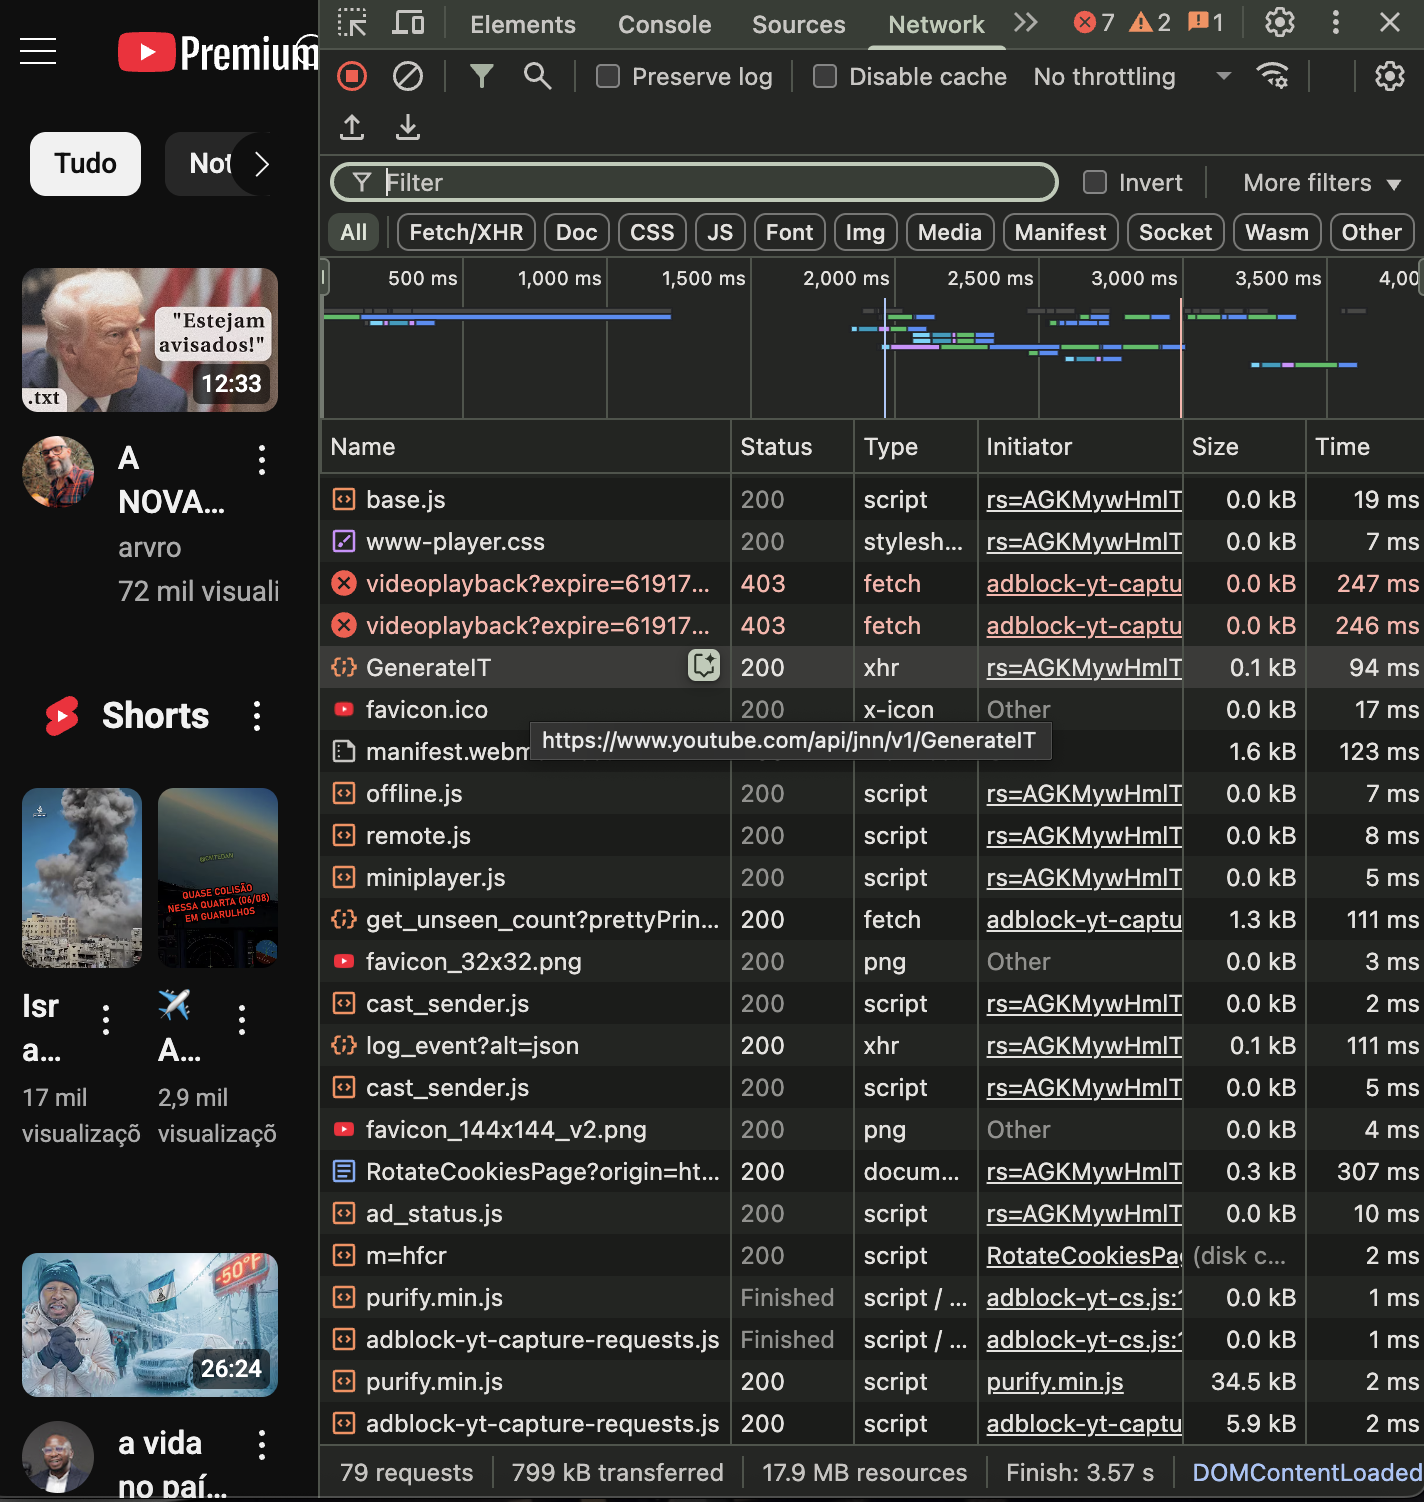 Premium
Tudo
Not
"Estejam
avisados!"
12:33
.txt
A
NOVA...
arvro
72 mil visuali
Shorts
QUASE COLISÃO
NESSA QUARTA (06/08)
EM GUARULHOS
Isr
a...
17 mil
visualizaçõ
✈️
A...
2,9 mil
visualizaçõ
-50°F
26:24
a vida
no paí...
Elements Console Sources Network 7 2 1
Preserve log Disable cache No throttling
Filter Invert More filters
All Fetch/XHR Doc CSS JS Font Img Media Manifest Socket Wasm Other
500 ms 1,000 ms 1,500 ms 2,000 ms 2,500 ms 3,000 ms 3,500 ms 4,00
Name Status Type Initiator Size Time
base.js 200 script rs=AGKMywHmlT 0.0 kB 19 ms
www-player.css 200 stylesh... rs=AGKMywHmlT 0.0 kB 7 ms
videoplayback?expire=61917... 403 fetch adblock-yt-captu 0.0 kB 247 ms
videoplayback?expire=61917... 403 fetch adblock-yt-captu 0.0 kB 246 ms
GenerateIT 200 xhr rs=AGKMywHmlT 0.1 kB 94 ms
favicon.ico 200 x-icon Other 0.0 kB 17 ms
https://www.youtube.com/api/jnn/v1/GenerateIT
manifest.webm 1.6 kB 123 ms
offline.js 200 script rs=AGKMywHmlT 0.0 kB 7 ms
remote.js 200 script rs=AGKMywHmlT 0.0 kB 8 ms
miniplayer.js 200 script rs=AGKMywHmlT 0.0 kB 5 ms
get_unseen_count?prettyPrin... 200 fetch adblock-yt-captu 1.3 kB 111 ms
favicon_32x32.png 200 png Other 0.0 kB 3 ms
cast_sender.js 200 script rs=AGKMywHmlT 0.0 kB 2 ms
log_event?alt=json 200 xhr rs=AGKMywHmlT 0.1 kB 111 ms
cast_sender.js 200 script rs=AGKMywHmlT 0.0 kB 5 ms
favicon_144x144_v2.png 200 png Other 0.0 kB 4 ms
RotateCookiesPage?origin=ht... 200 docum... rs=AGKMywHmlT 0.3 kB 307 ms
ad_status.js 200 script rs=AGKMywHmlT 0.0 kB 10 ms
m=hfcr 200 script RotateCookiesPa (disk c... 2 ms
purify.min.js Finished script / ... adblock-yt-cs.js: 0.0 kB 1 ms
adblock-yt-capture-requests.js Finished script / ... adblock-yt-cs.js: 0.0 kB 1 ms
purify.min.js 200 script purify.min.js 34.5 kB 2 ms
adblock-yt-capture-requests.js 200 script adblock-yt-captu 5.9 kB 2 ms
79 requests 799 kB transferred 17.9 MB resources Finish: 3.57 s DOMContentLoaded